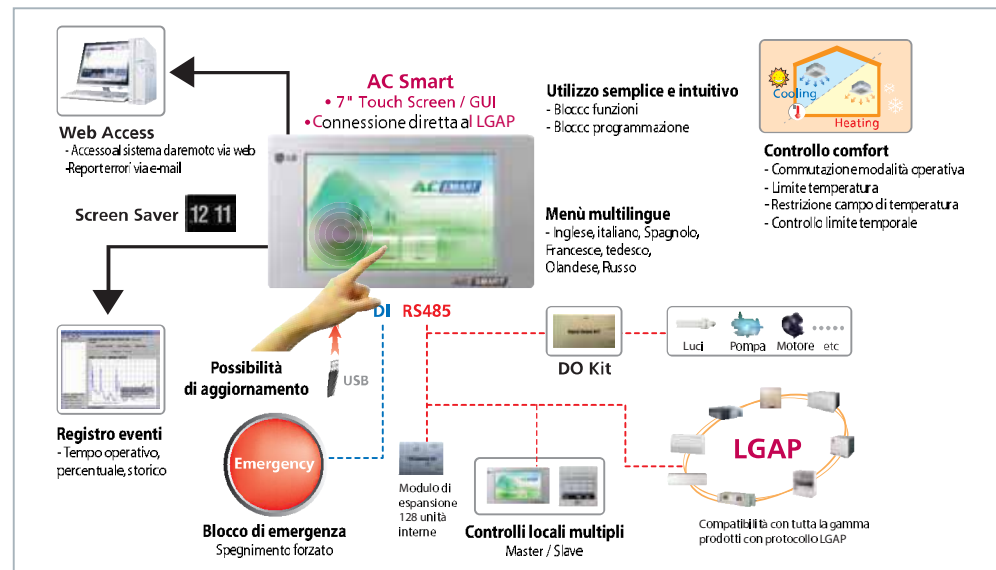 AC Smart
• 7" Touch Screen / GUI
• Connessione diretta al LGAP
Web Access
- Accesso al sistema da remoto via web
-Report errori via e-mail
Screen Saver 12 11
LG
AC SMART
AC SMART
Utilizzo semplice e intuitivo
- Blocco funzioni
- Blocco programmazione
Menù multilingue
- Inglese, italiano, Spagnolo,
Francesce, tedesco,
Olandese, Russo
Cooling
Heating
Controllo comfort
- Commutazione modalità operativa
- Limite temperatura
- Restrizione campo di temperatura
- Controllo limite temporale
DI RS485
DO Kit
Luci Pompa Motore etc
Possibilità
di aggiornamento
USB
Registro eventi
- Tempo operativo,
percentuale, storico
Emergency
Blocco di emergenza
Spegnimento forzato
Modulo di
espansione
128 unità
interne
Controlli locali multipli
Master / Slave
LGAP
Compatibilità con tutta la gamma
prodotti con protocollo LGAP